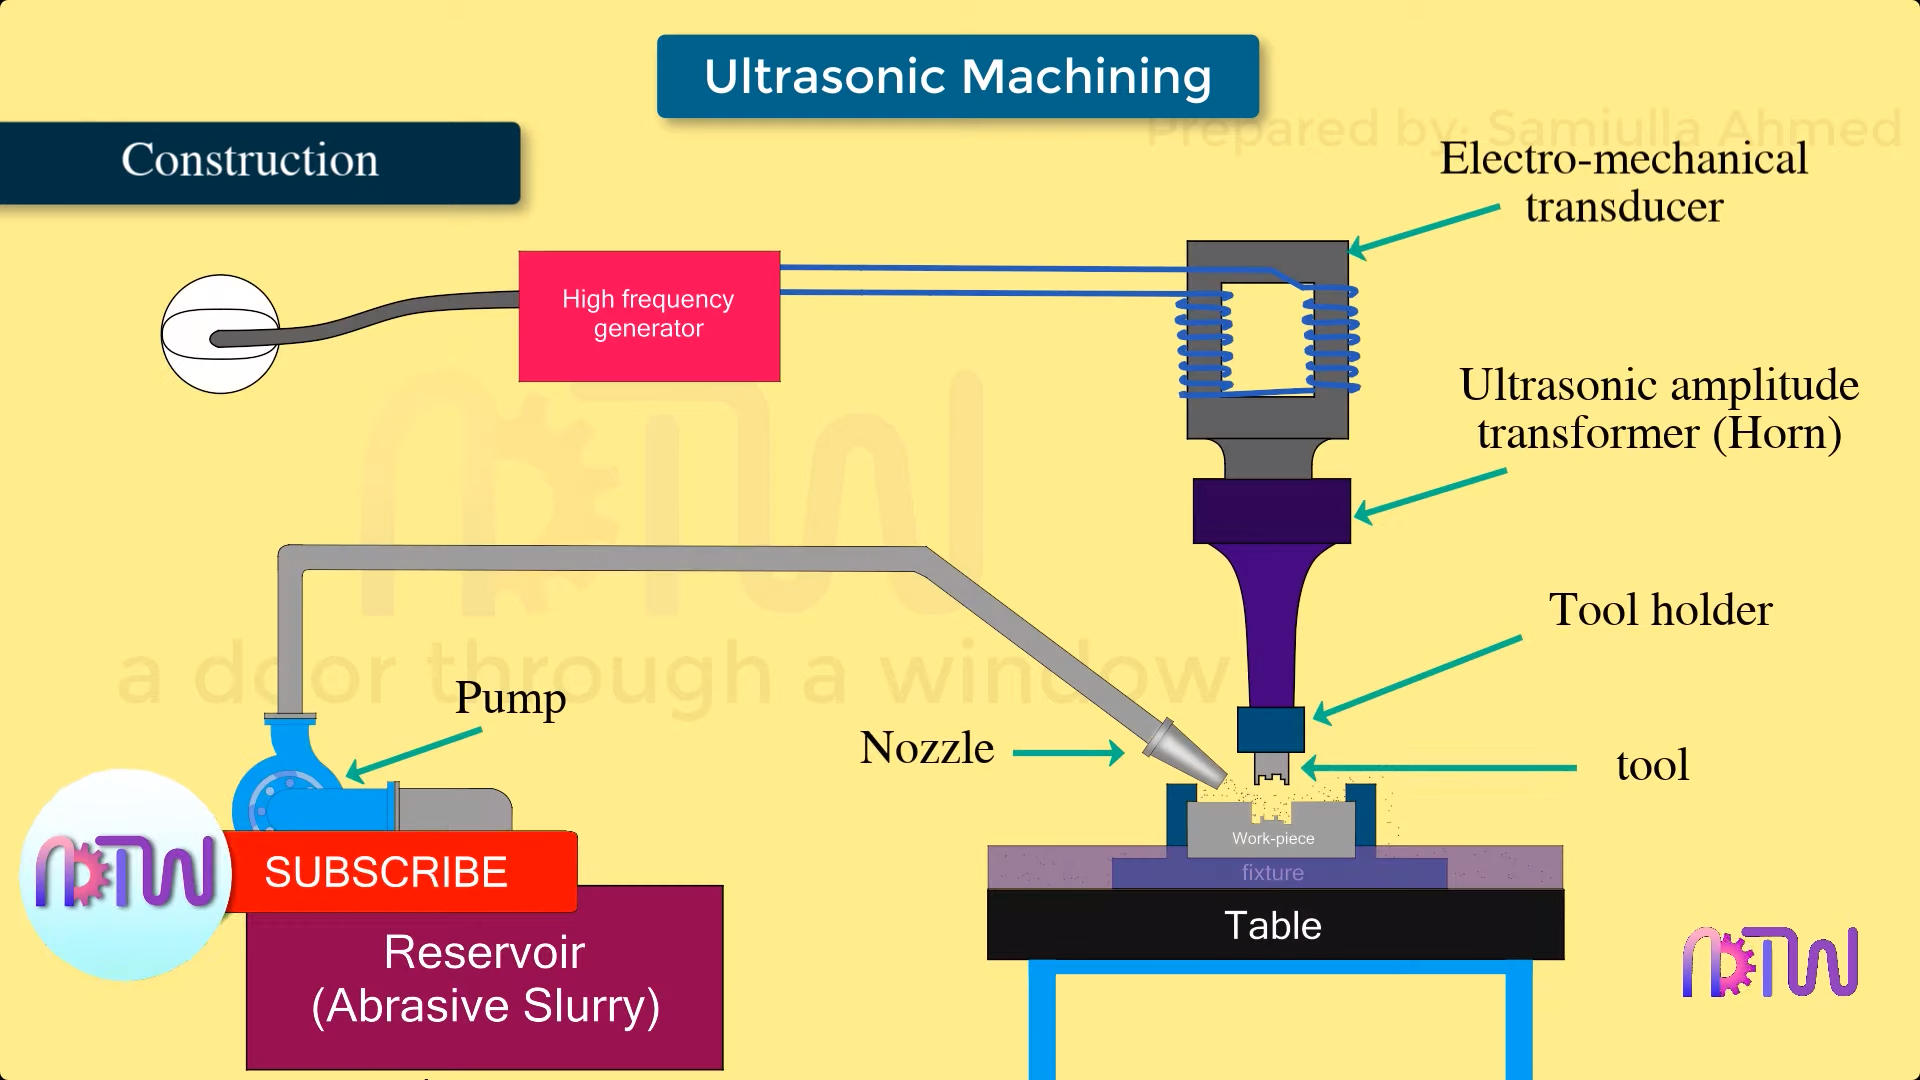 Ultrasonic Machining
Prepared by: Samiulla Ahmed
Construction
Electro-mechanical
transducer
High frequency
generator
Ultrasonic amplitude
transformer (Horn)
Tool holder
a door through a window
Pump
Nozzle
tool
Work-piece
SUBSCRIBE
fixture
Table
Reservoir
(Abrasive Slurry)